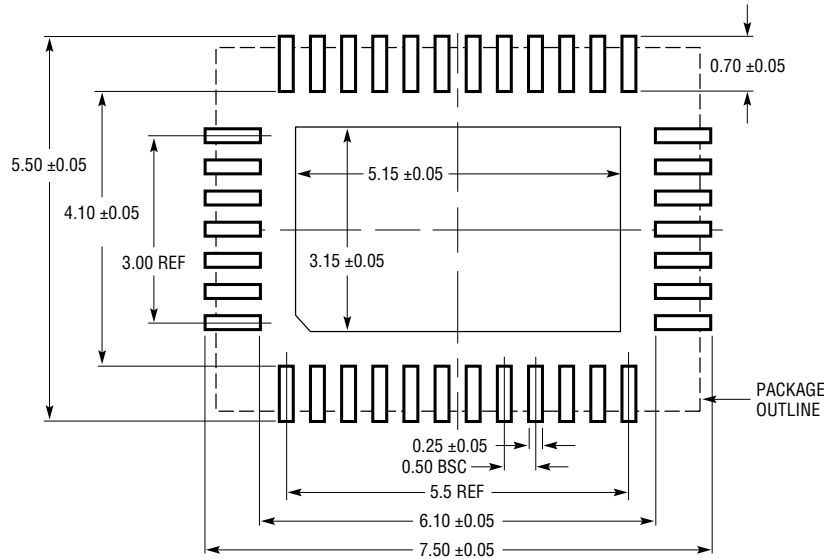 0.70 ±0.05
5.50 ±0.05
5.15 ±0.05
4.10 ±0.05
3.00 REF
3.15 ±0.05
PACKAGE
OUTLINE
0.25 ±0.05
0.50 BSC
5.5 REF
6.10 ±0.05
7.50 ±0.05